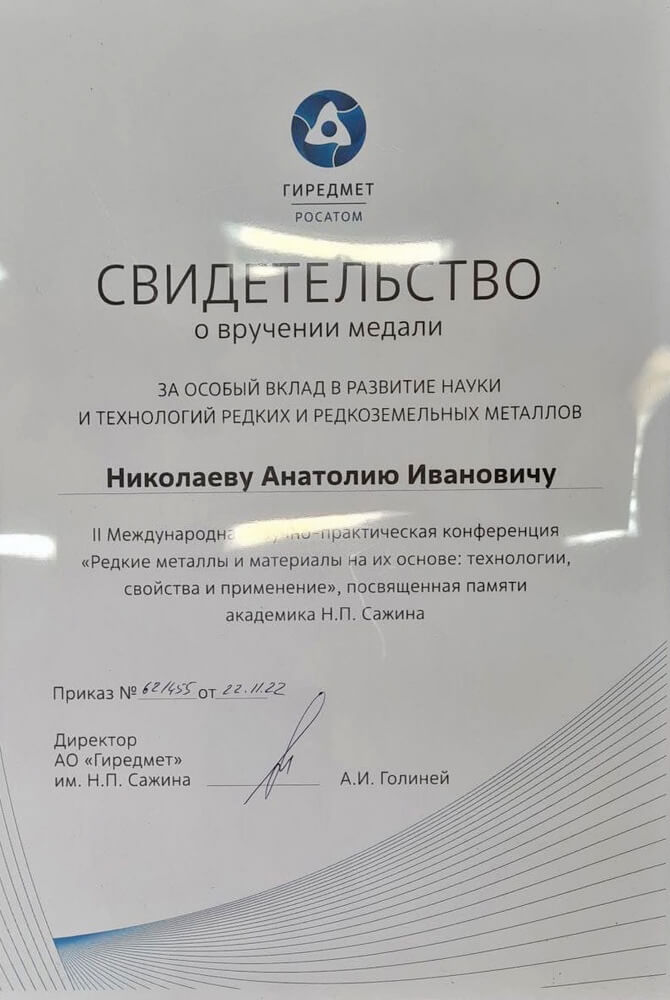 ГИРЕДМЕТ
РОСАТОМ
СВИДЕТЕЛЬСТВО
о вручении медали
ЗА ОСОБЫЙ ВКЛАД В РАЗВИТИЕ НАУКИ
И ТЕХНОЛОГИЙ РЕДКИХ И РЕДКОЗЕМЕЛЬНЫХ МЕТАЛЛОВ
Николаеву Анатолию Ивановичу
II Международная научно-практическая конференция
«Редкие металлы и материалы на их основе: технологии,
свойства и применение», посвященная памяти
академика Н.П. Сажина
Приказ № 62/455 от 22.11.22
Директор
АО «Гиредмет»
им. Н.П. Сажина
А.И. Голиней